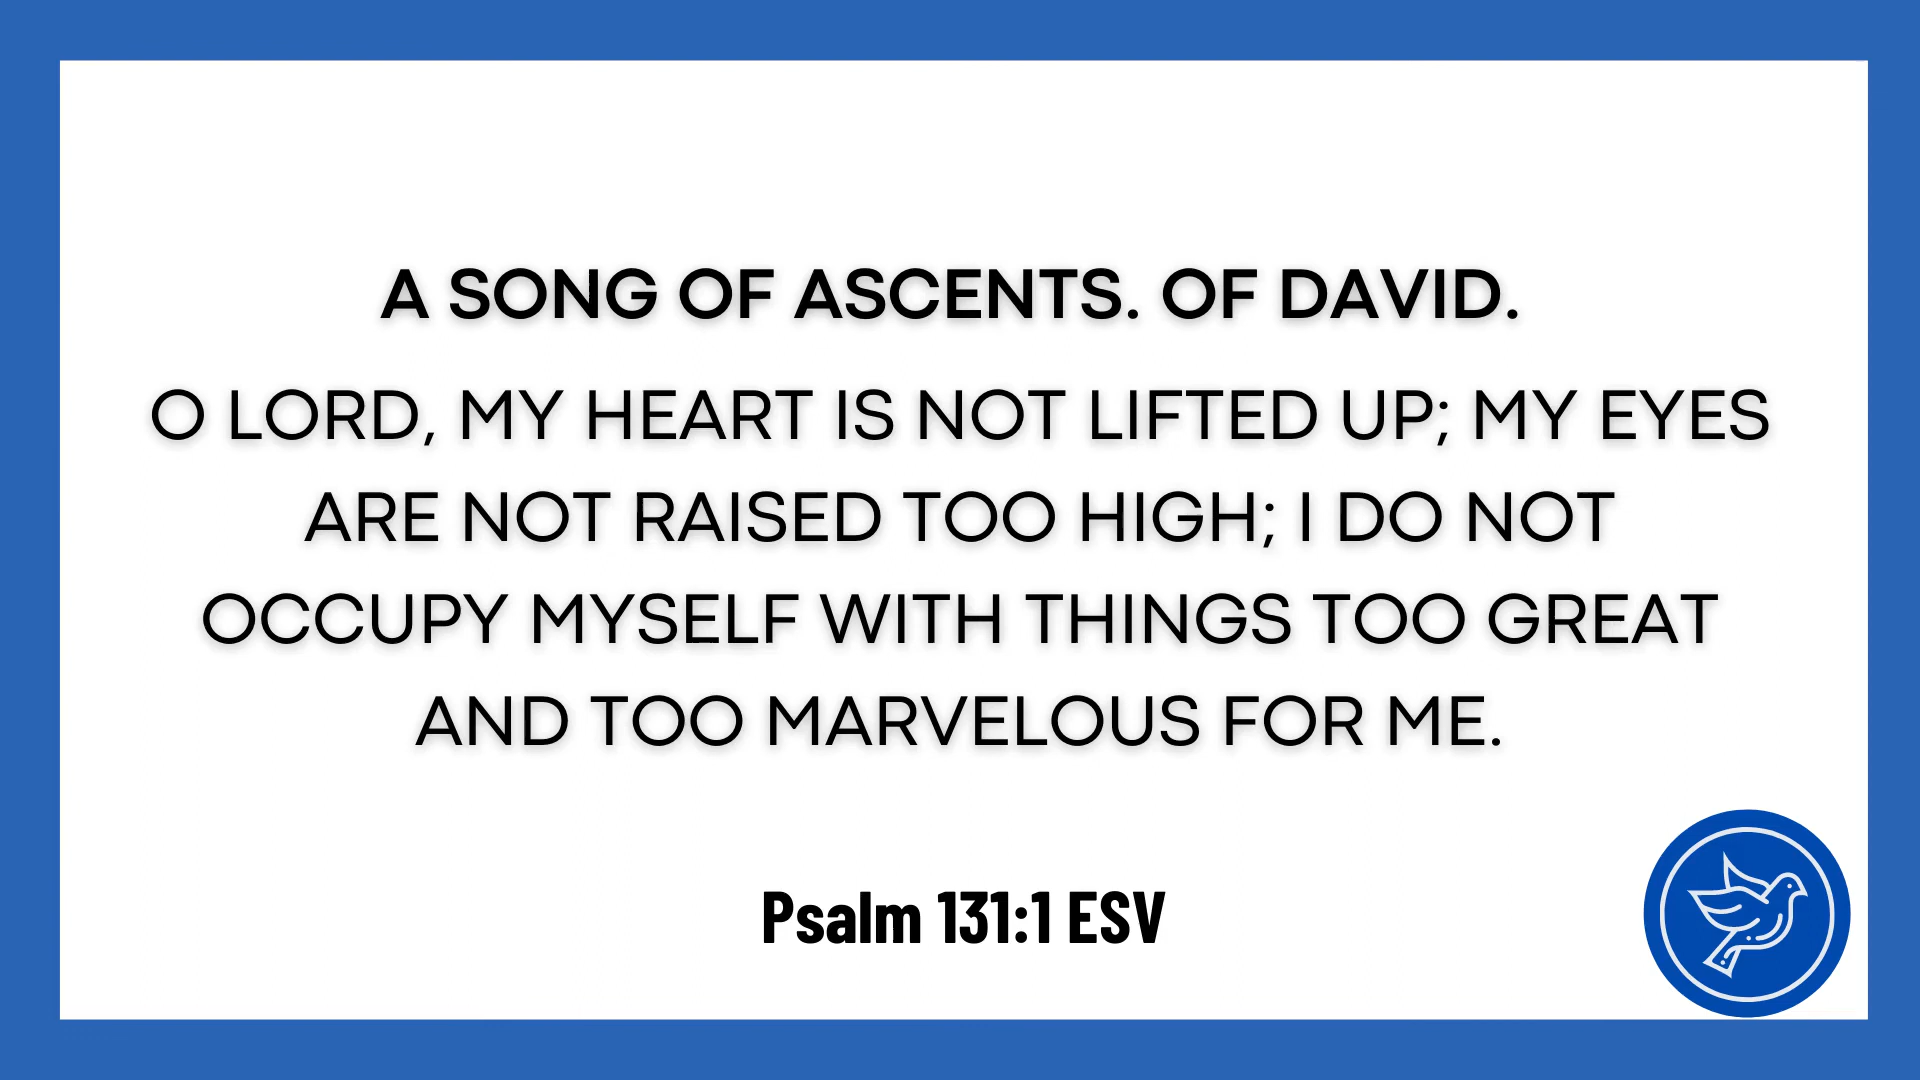 A SONG OF ASCENTS. OF DAVID.
O LORD, MY HEART IS NOT LIFTED UP; MY EYES
ARE NOT RAISED TOO HIGH; I DO NOT
OCCUPY MYSELF WITH THINGS TOO GREAT
AND TOO MARVELOUS FOR ME.
Psalm 131:1 ESV